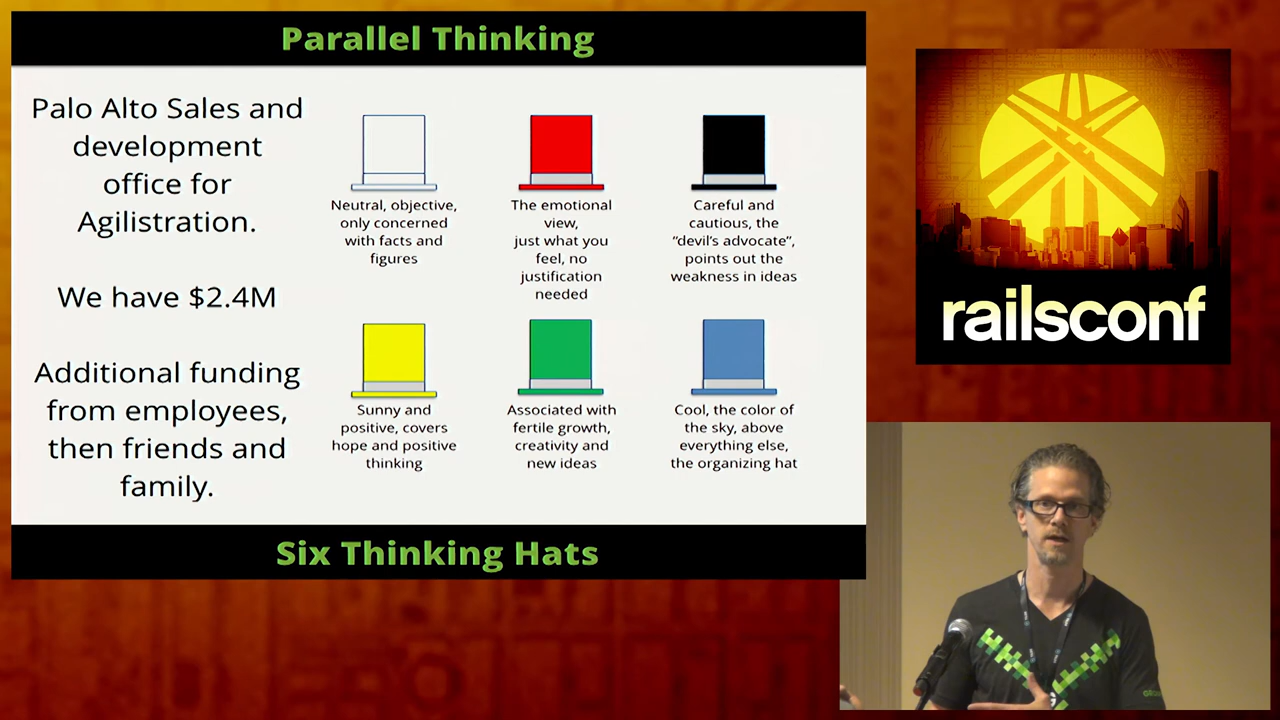 Parallel Thinking
Palo Alto Sales and
development
office for
Agilistration.
We have $2.4M
Additional funding
from employees,
then friends and
family.
Neutral, objective,
only concerned
with facts and
figures
The emotional
view,
just what you
feel, no
justification
needed
Careful and
cautious, the
“devil’s advocate”,
points out the
weakness in ideas
Sunny and
positive, covers
hope and positive
thinking
Associated with
fertile growth,
creativity and
new ideas
Cool, the color of
the sky, above
everything else,
the organizing hat
Six Thinking Hats
railsconf